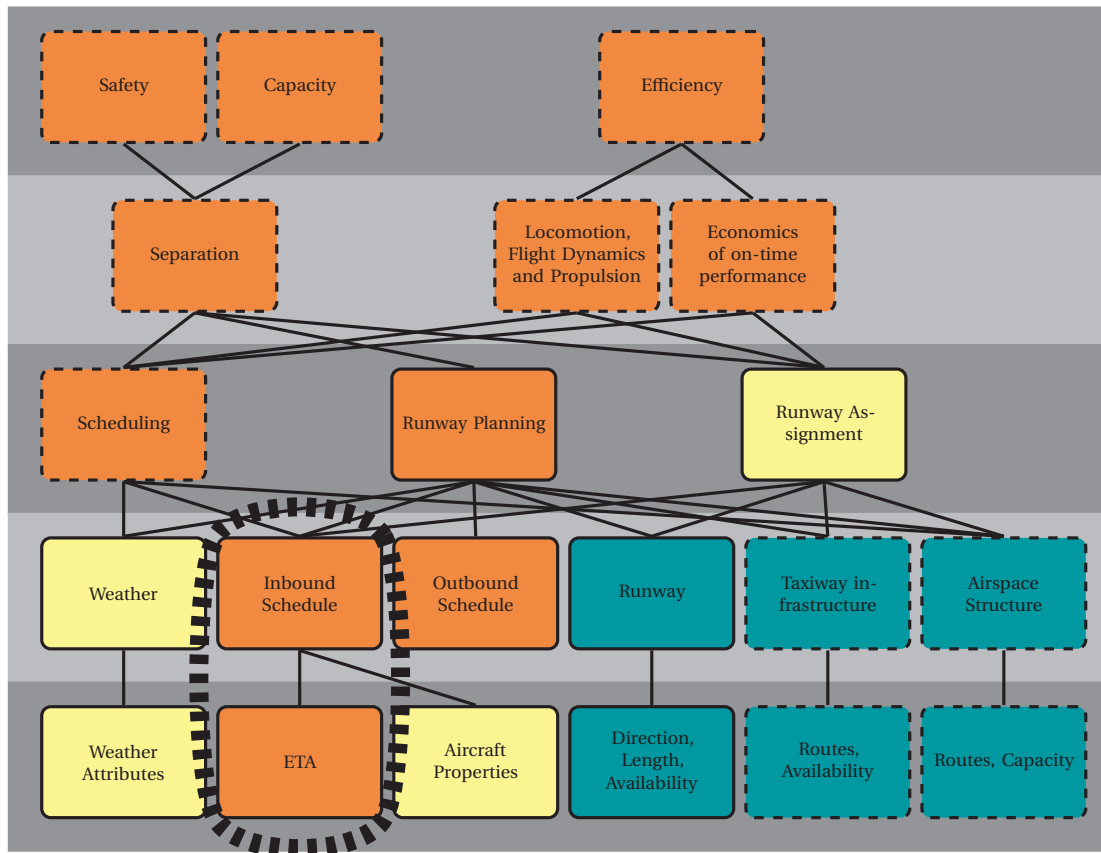 Safety
Capacity
Efficiency
Separation
Locomotion,
Flight Dynamics
and Propulsion
Economics
of on-time
performance
Scheduling
Runway Planning
Runway As-
signment
Weather
Inbound
Schedule
Outbound
Schedule
Runway
Taxiway in-
frastructure
Airspace
Structure
Weather
Attributes
ETA
Aircraft
Properties
Direction,
Length,
Availability
Routes,
Availability
Routes, Capacity